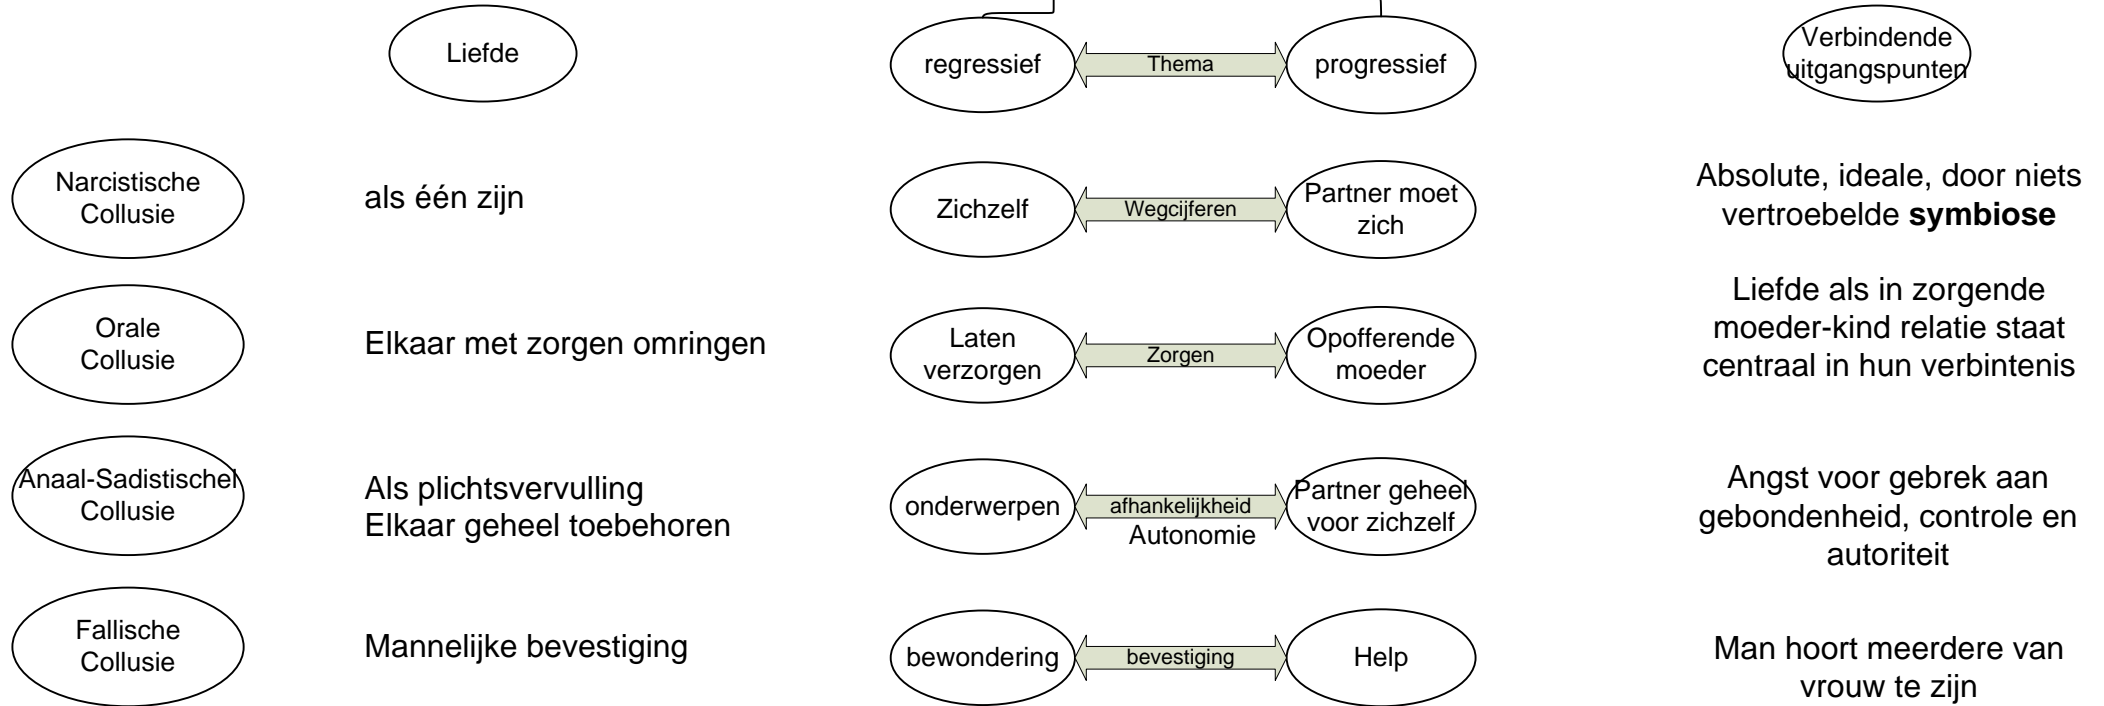 Liefde
regressief
Thema
progressief
Verbindende
uitgangspunten
Narcistische
Collusie
als één zijn
Zichzelf
Wegcijferen
Partner moet
zich
Absolute, ideale, door niets
vertroebelde symbiose
Orale
Collusie
Elkaar met zorgen omringen
Laten
verzorgen
Zorgen
Opofferende
moeder
Liefde als in zorgende
moeder-kind relatie staat
centraal in hun verbintenis
Anaal-Sadistischel
Collusie
Als plichtsvervulling
Elkaar geheel toebehoren
onderwerpen
afhankelijkheid
Autonomie
Partner geheel
voor zichzelf
Angst voor gebrek aan
gebondenheid, controle en
autoriteit
Fallische
Collusie
Mannelijke bevestiging
bewondering
bevestiging
Help
Man hoort meerdere van
vrouw te zijn